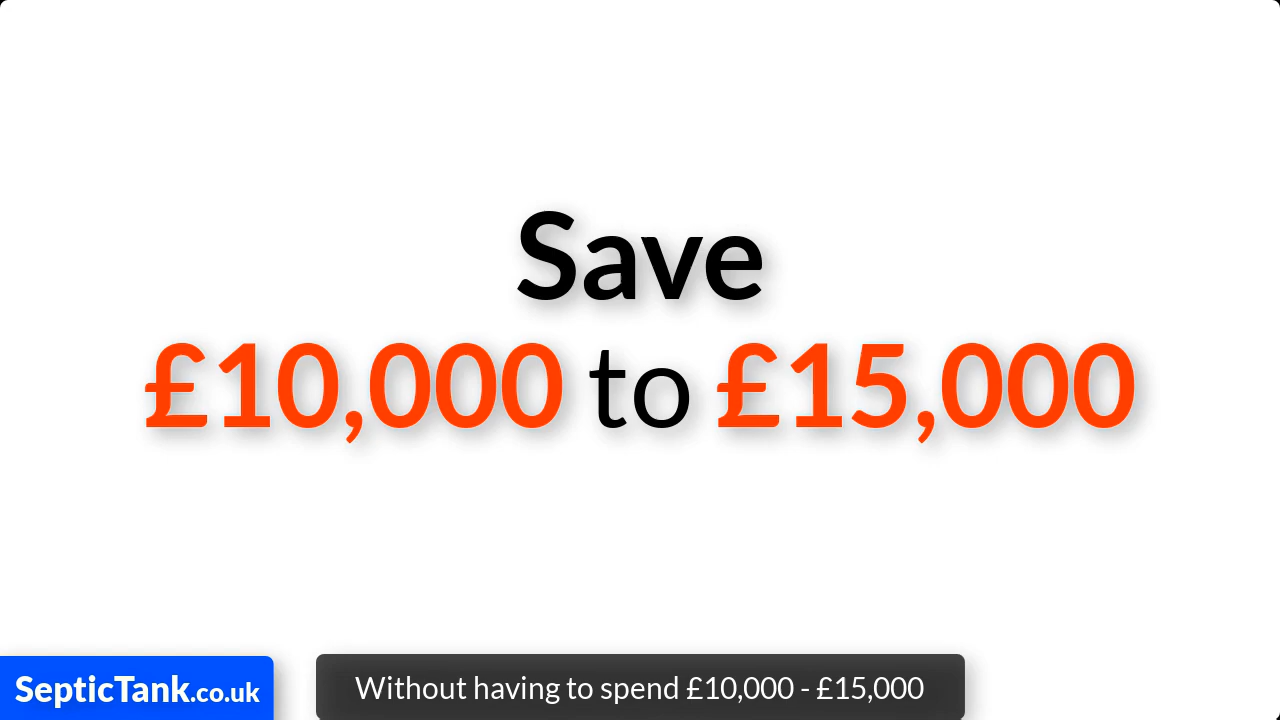 Save
£10,000 to £15,000
SepticTank.co.uk
Without having to spend £10,000 - £15,000